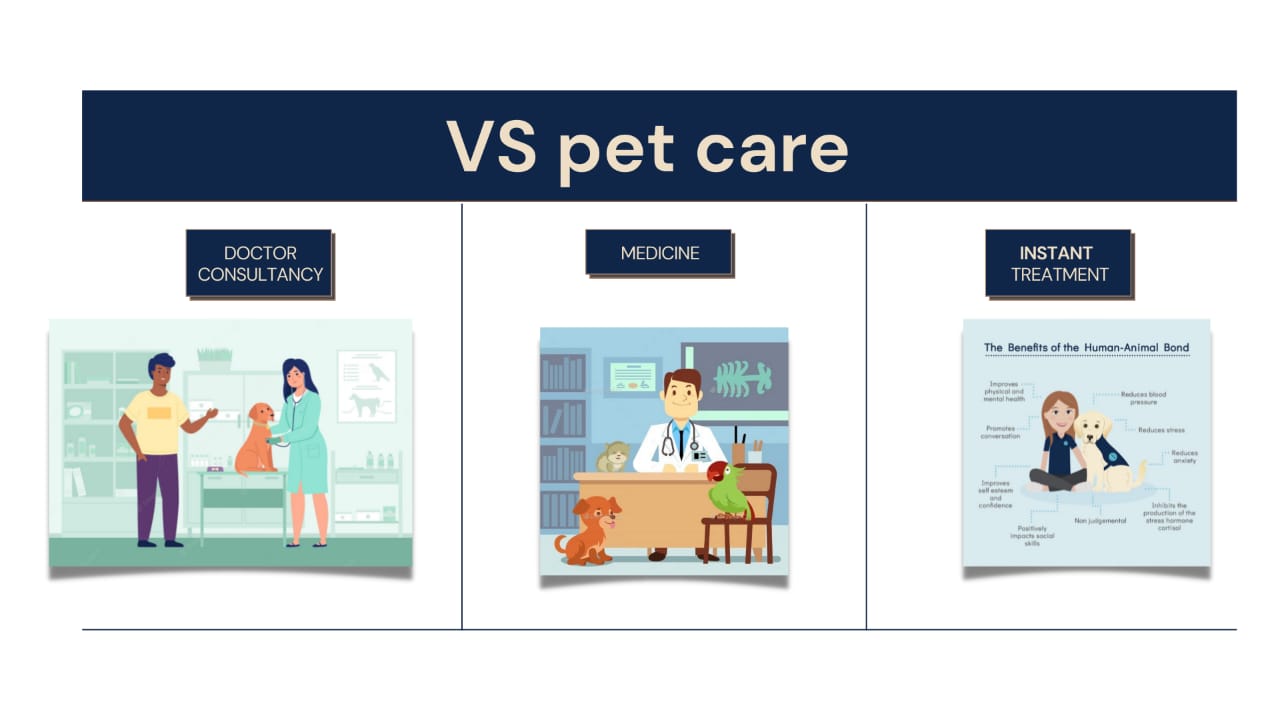 VS pet care
DOCTOR
CONSULTANCY
MEDICINE
INSTANT
TREATMENT
The Benefits of the Human-Animal Bond
Improves
physical and
mental health
Reduces blood
pressure
Promotes
conversation
Reduces stress
Reduces
anxiety
Improves
self esteem
and
confidence
Inhibits the
production of the
stress hormone
cortisol
Non judgemental
Positively
impacts social
skills